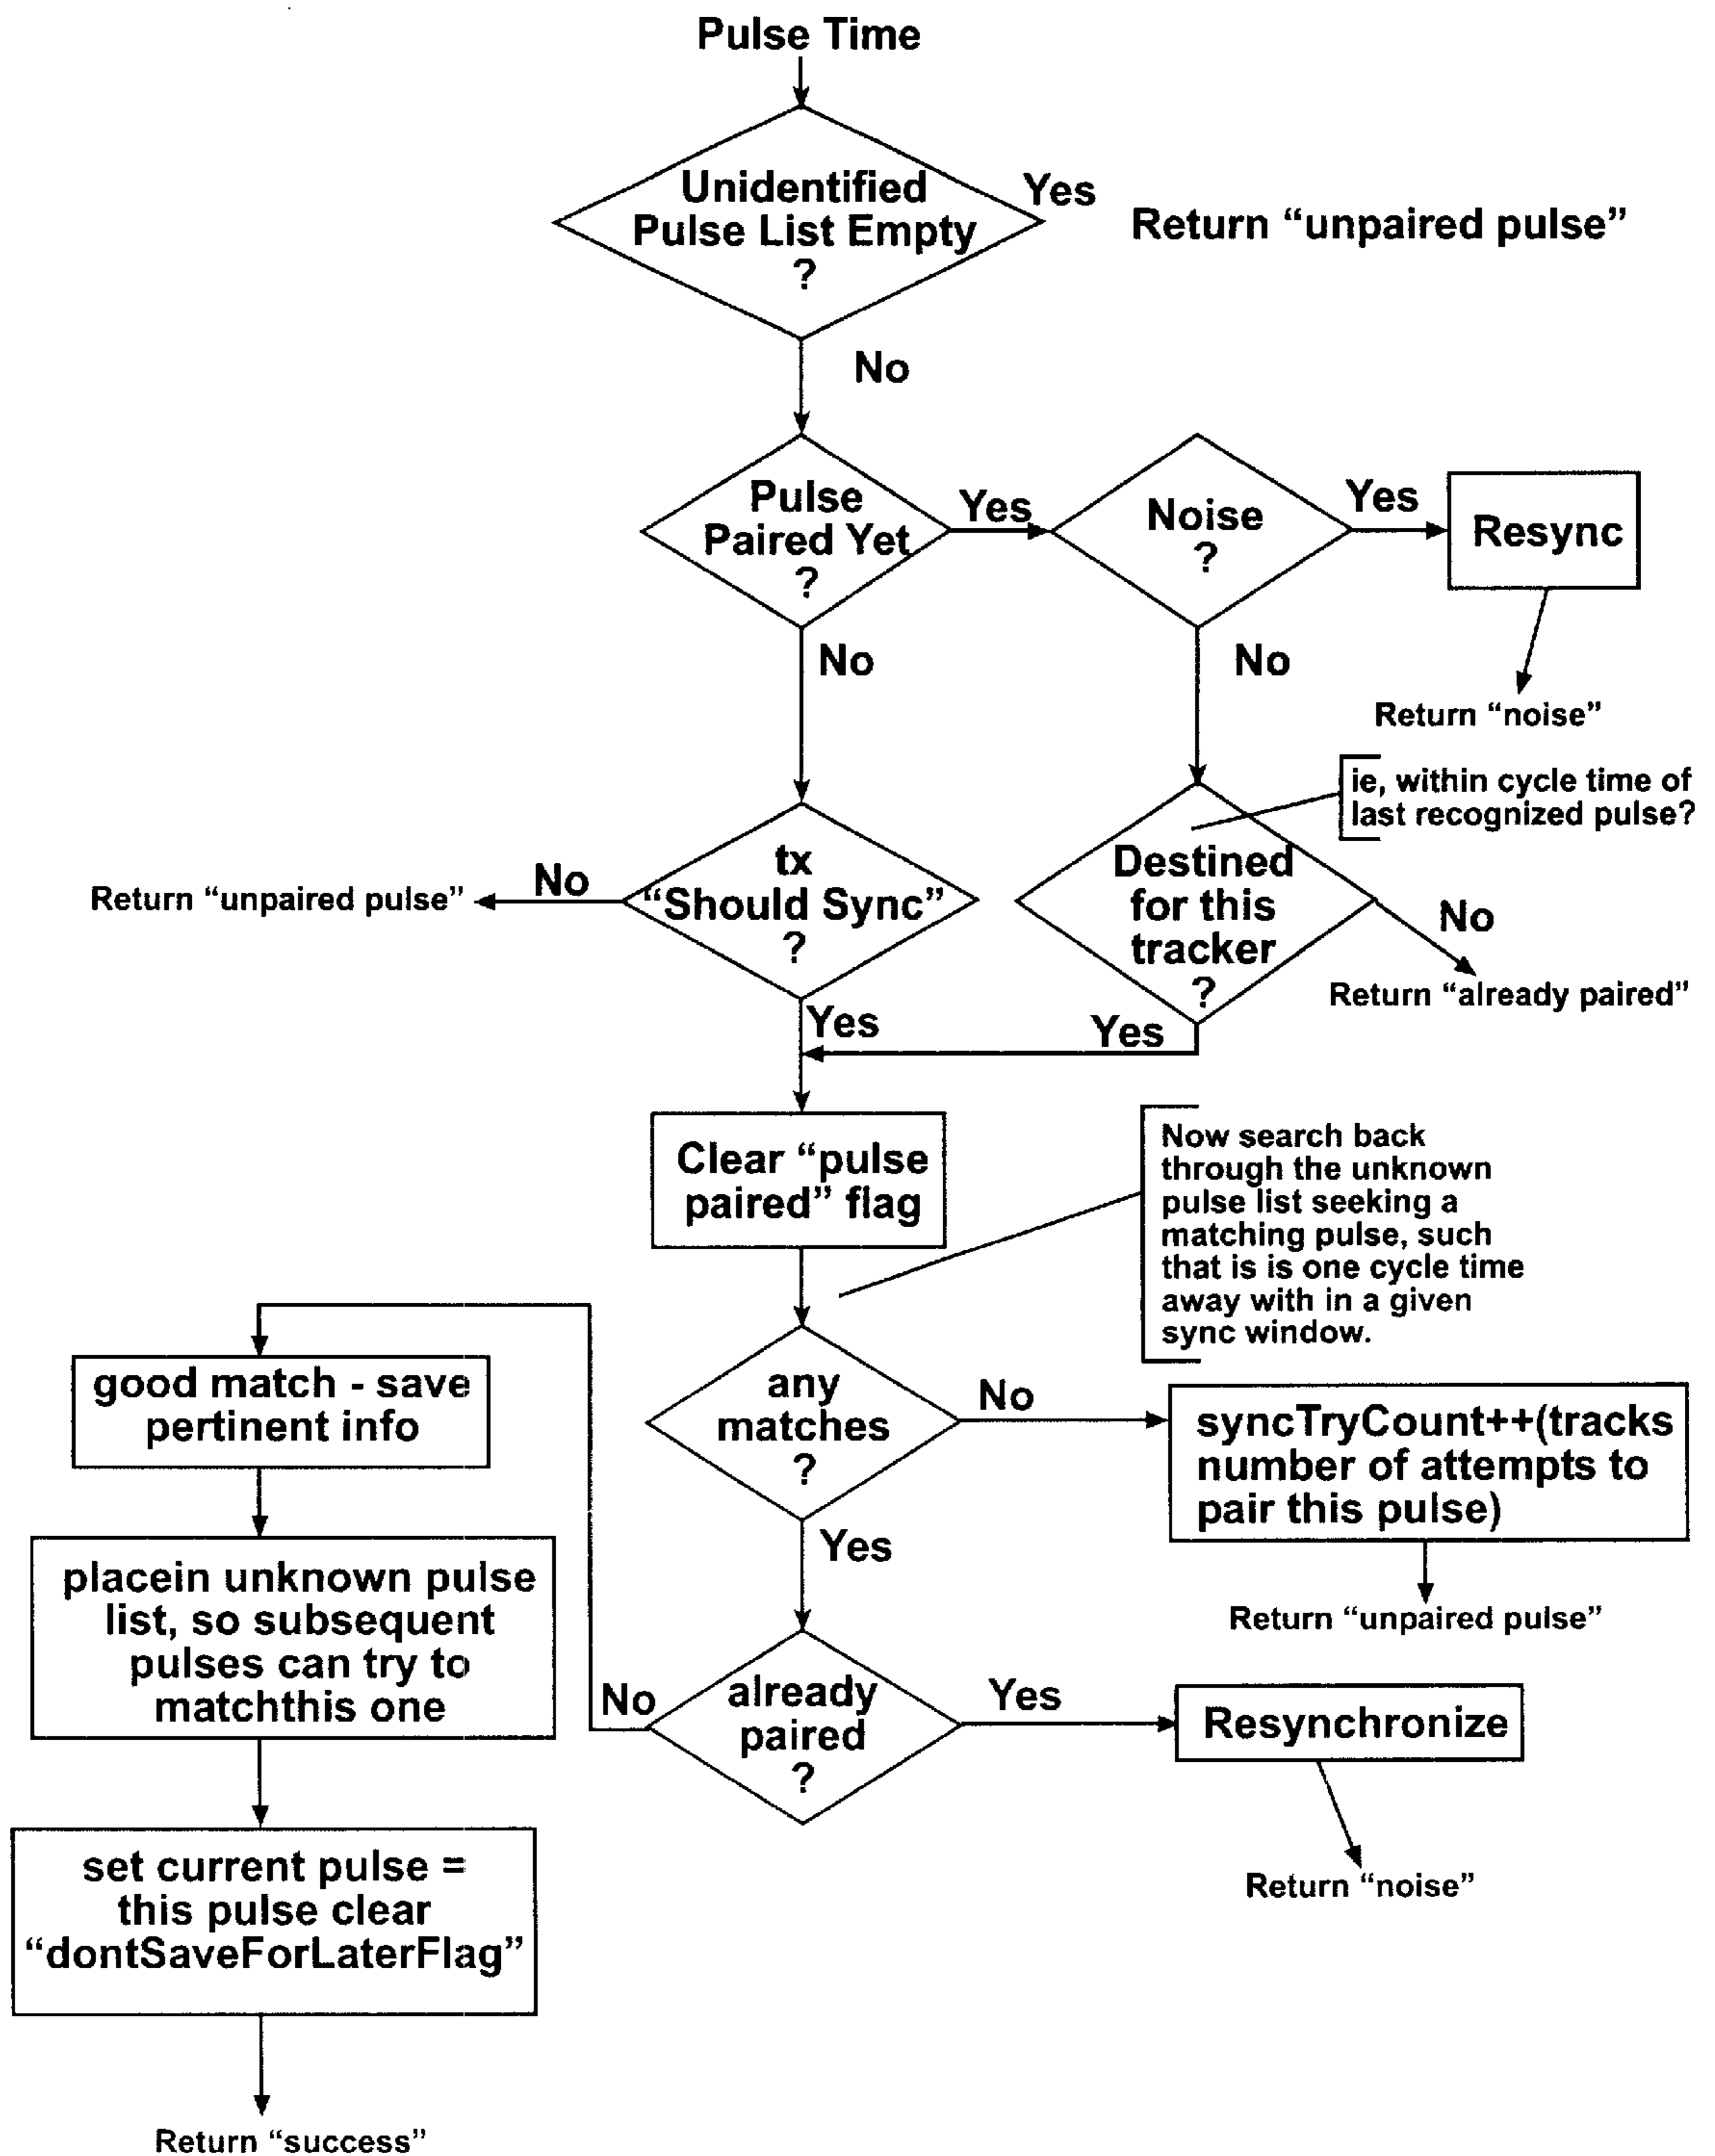 Pulse Time
Unidentified
Pulse List Empty
?
Yes
Return “unpaired pulse”
No
Pulse
Paired Yet
?
Yes
Noise
?
Yes
Resync
No
No
Return “noise”
ie, within cycle time of
last recognized pulse?
tx
“Should Sync”
?
No
Return “unpaired pulse”
Destined
for this
tracker
?
No
Return “already paired”
Yes
Yes
Clear “pulse
paired” flag
Now search back
through the unknown
pulse list seeking a
matching pulse, such
that is is one cycle time
away with in a given
sync window.
any
matches
?
No
syncTryCount++(tracks
number of attempts to
pair this pulse)
Return “unpaired pulse”
Yes
already
paired
?
Yes
Resynchronize
Return “noise”
No
good match - save
pertinent info
placein unknown pulse
list, so subsequent
pulses can try to
matchthis one
set current pulse =
this pulse clear
“dontSaveForLaterFlag”
Return “success”